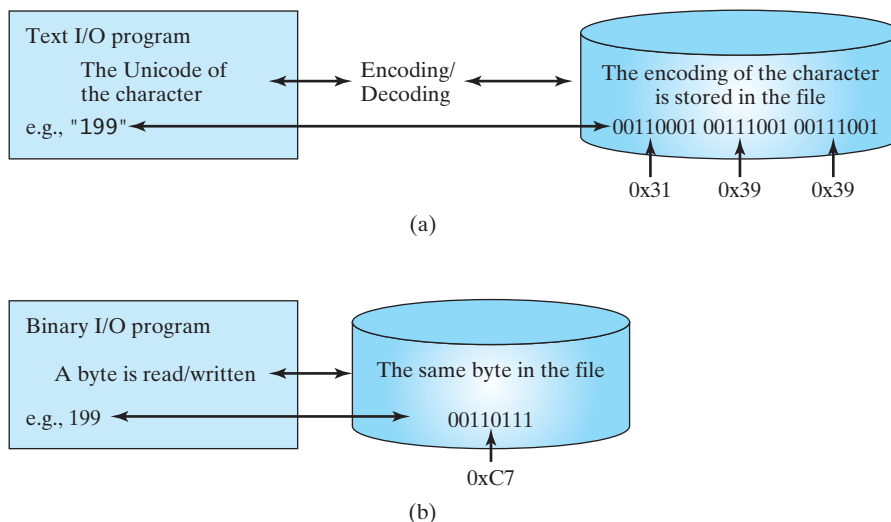 Text I/O program
The Unicode of
the character
e.g., "199"
Encoding/
Decoding
The encoding of the character
is stored in the file
00110001 00111001 00111001
0x31 0x39 0x39
(a)
Binary I/O program
A byte is read/written
e.g., 199
The same byte in the file
00110111
0xC7
(b)